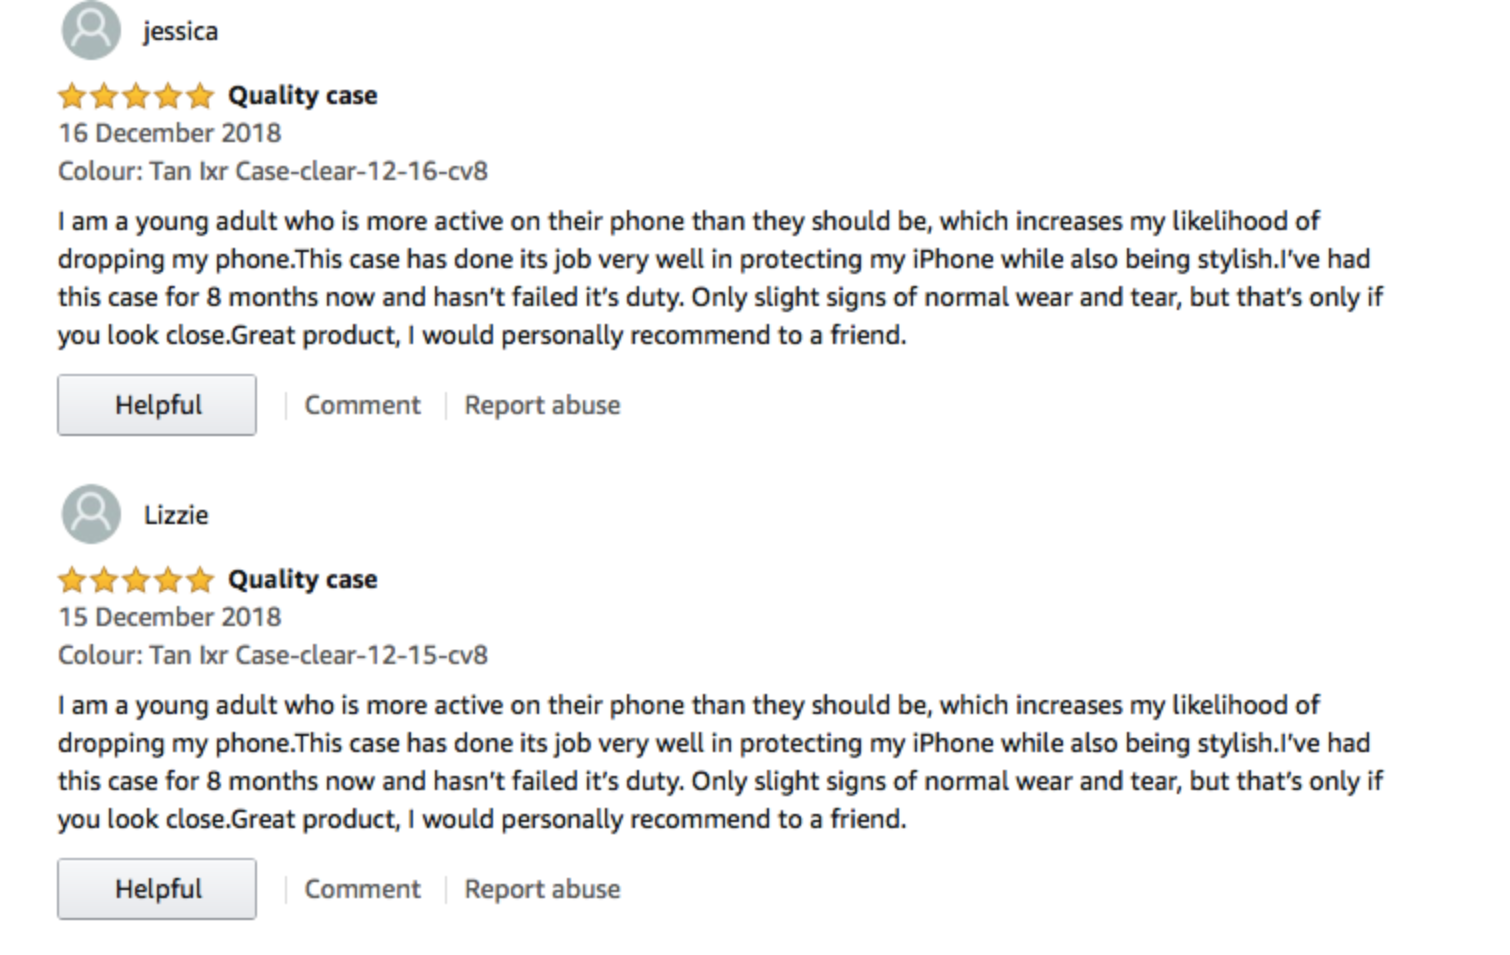 jessica
Quality case
16 December 2018
Colour: Tan Ixr Case-clear-12-16-cv8
I am a young adult who is more active on their phone than they should be, which increases my likelihood of
dropping my phone.This case has done its job very well in protecting my iPhone while also being stylish.I've had
this case for 8 months now and hasn't failed it's duty. Only slight signs of normal wear and tear, but that's only if
you look close.Great product, I would personally recommend to a friend.
Helpful Comment Report abuse
Lizzie
Quality case
15 December 2018
Colour: Tan Ixr Case-clear-12-15-cv8
I am a young adult who is more active on their phone than they should be, which increases my likelihood of
dropping my phone.This case has done its job very well in protecting my iPhone while also being stylish.I've had
this case for 8 months now and hasn't failed it's duty. Only slight signs of normal wear and tear, but that's only if
you look close.Great product, I would personally recommend to a friend.
Helpful Comment Report abuse